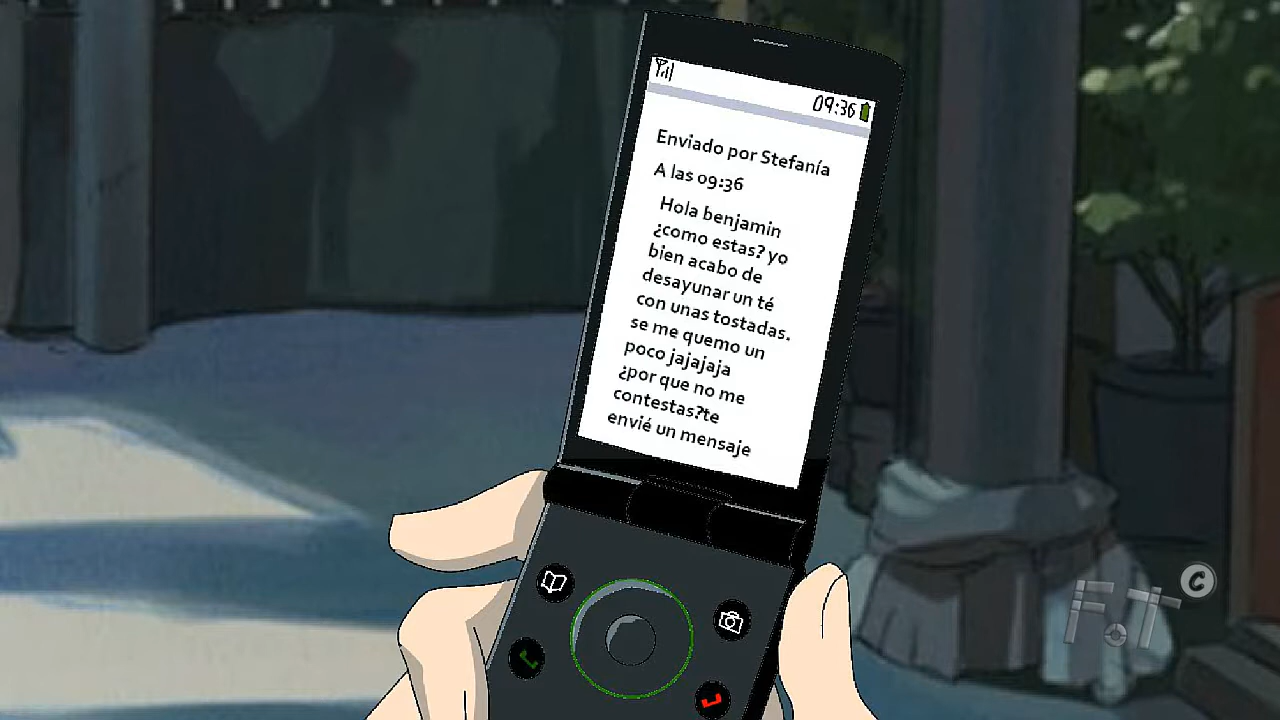 09:36
Enviado por Stefanía
A las 09:36
Hola benjamin
¿como estas? yo
bien acabo de
desayunar un té
con unas tostadas.
se me quemo un
poco jajajaja
¿por que no me
contestas?te
envié un mensaje
C